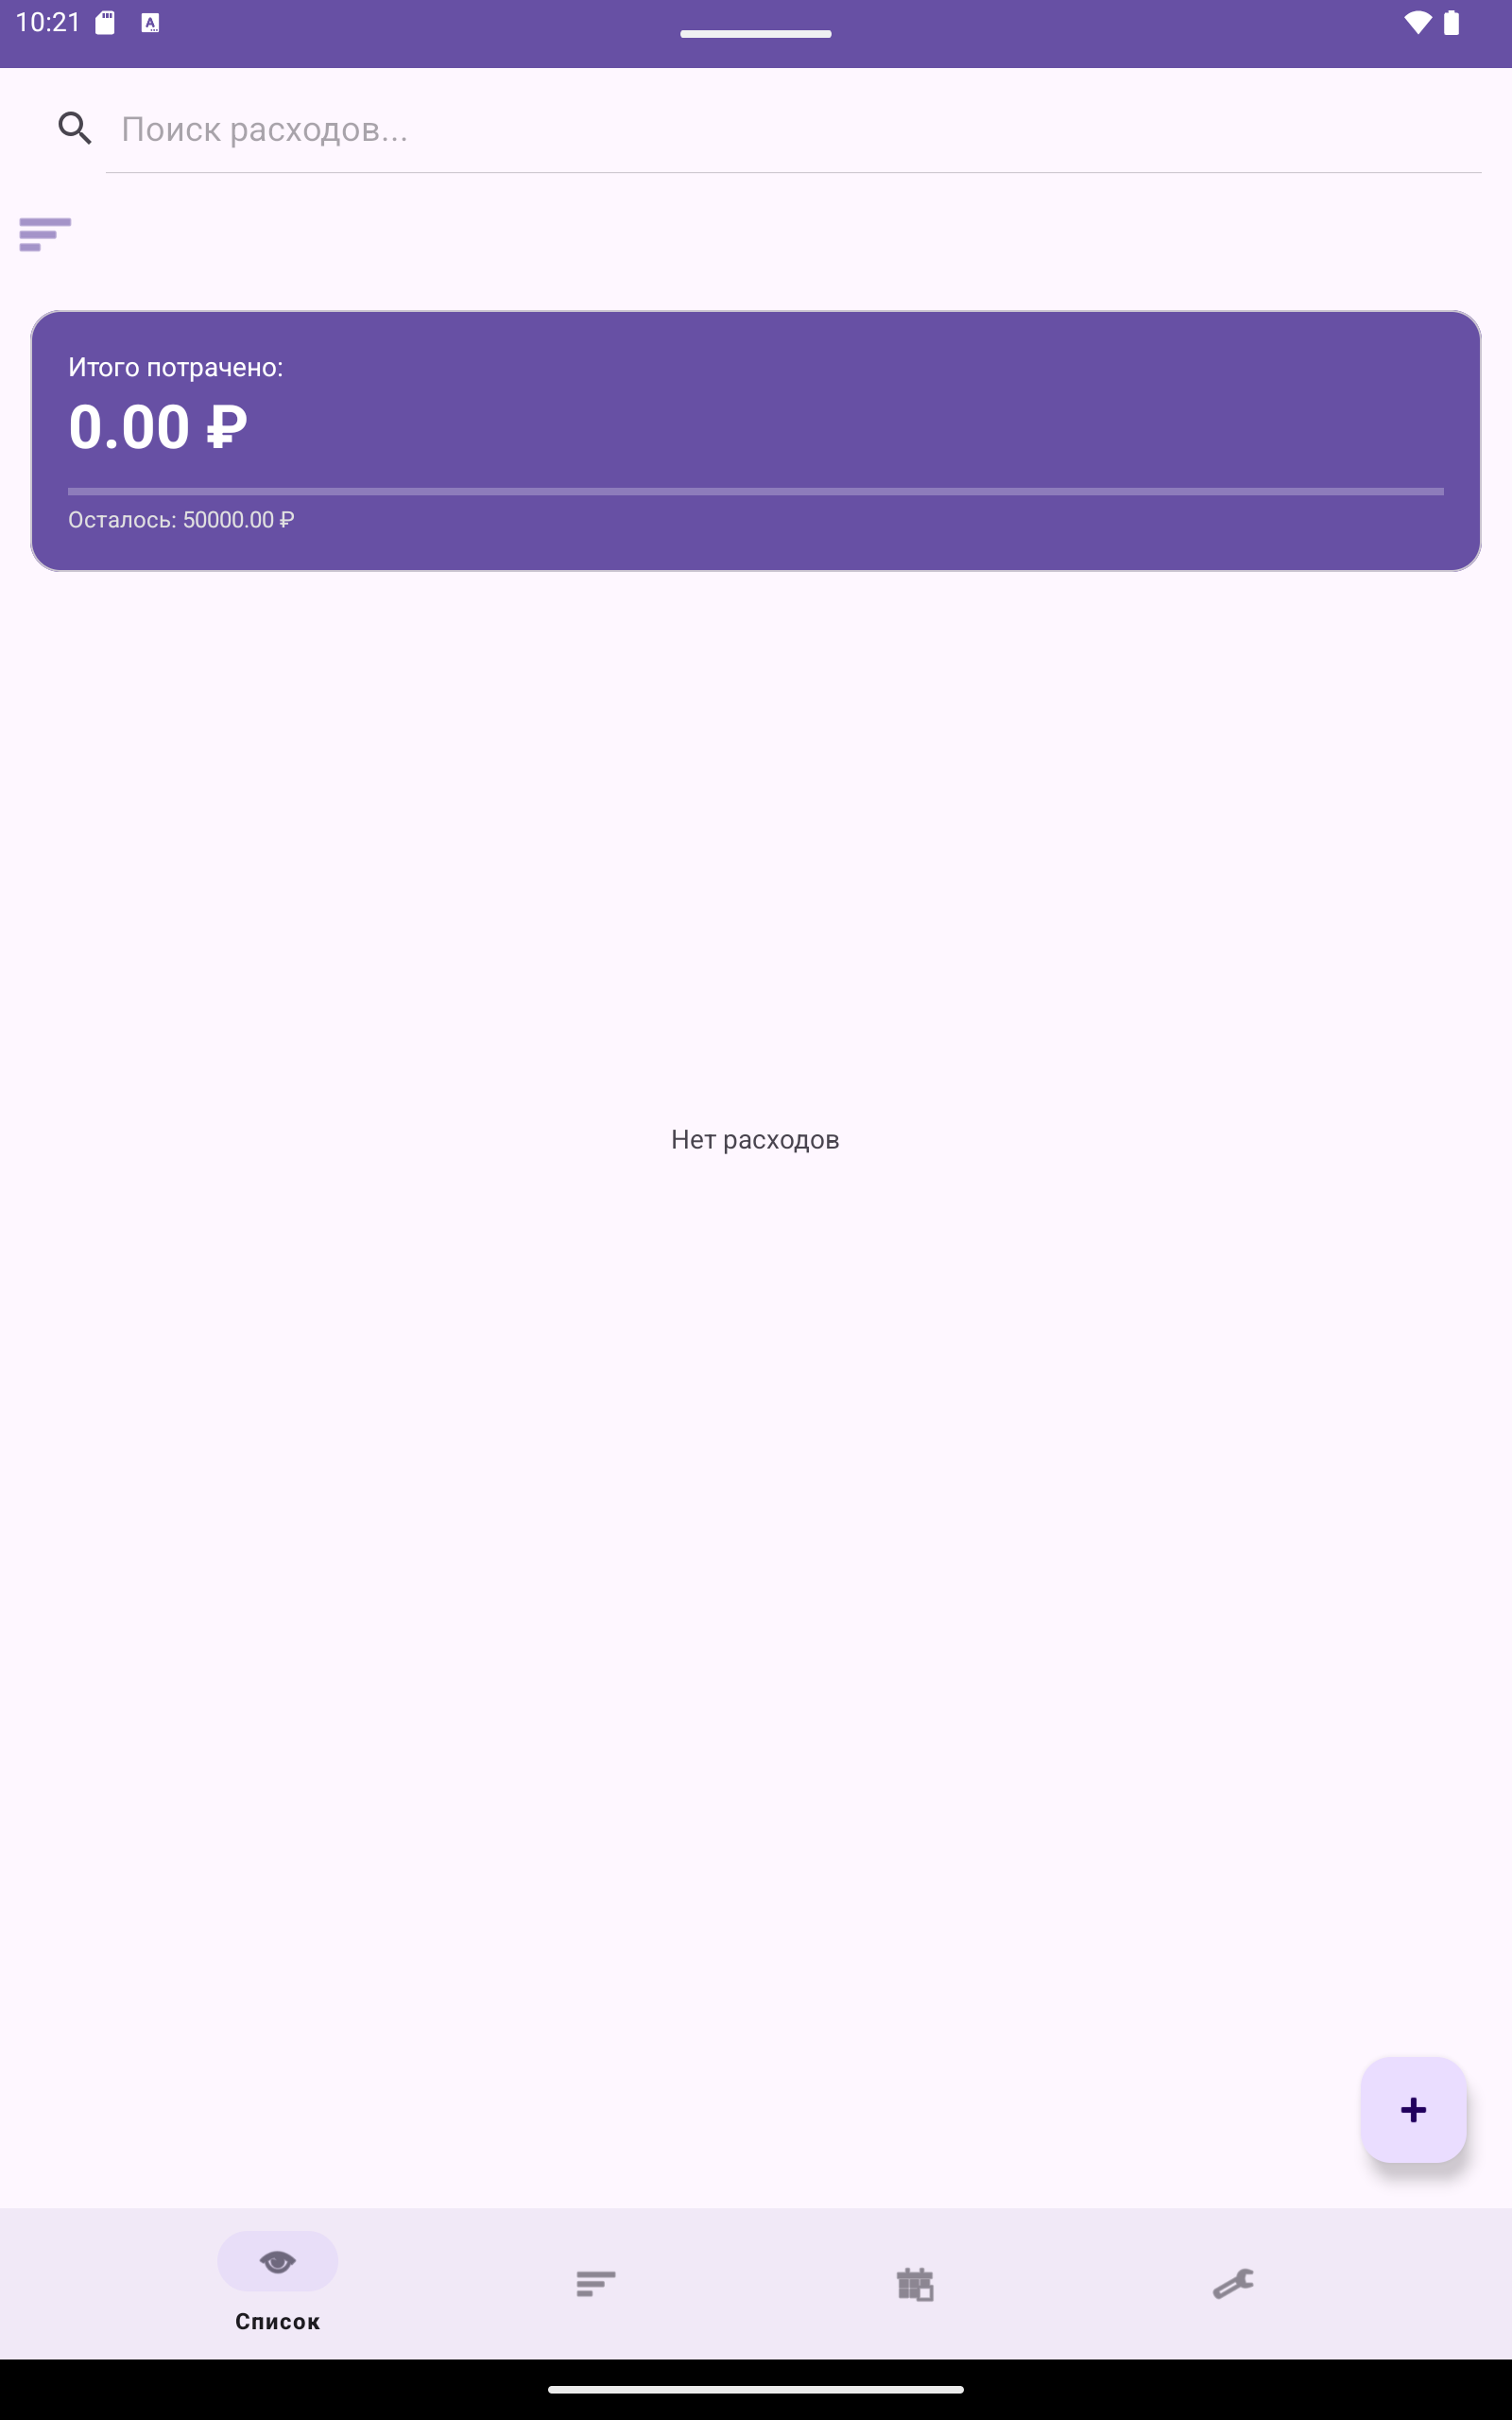 10:21
Поиск расходов...
Итого потрачено:
0.00 ₽
Осталось: 50000.00 ₽
Нет расходов
Список